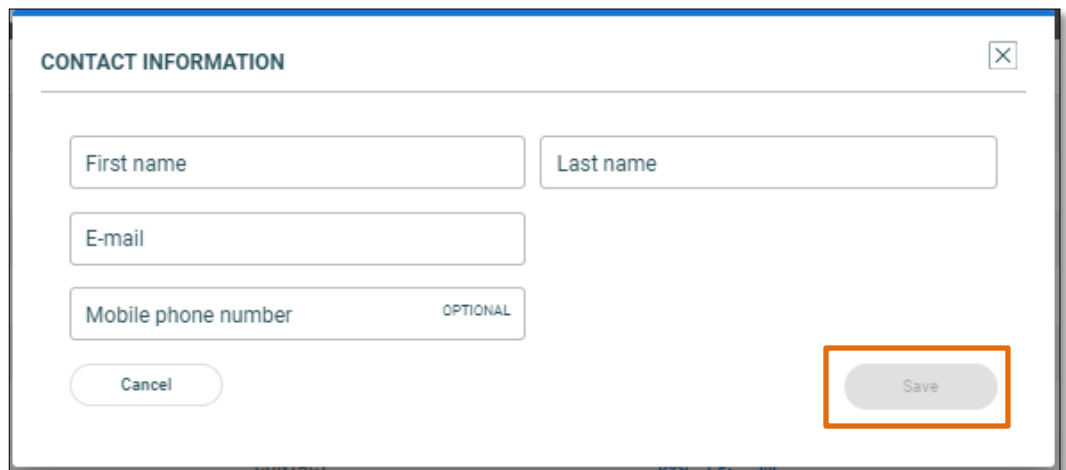 CONTACT INFORMATION
First name
Last name
E-mail
Mobile phone number OPTIONAL
Cancel
Save